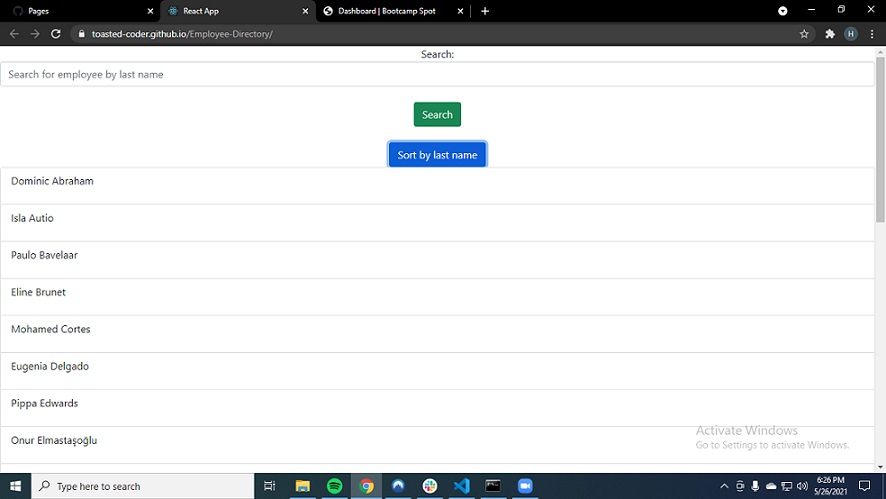 Pages
React App
Dashboard | Bootcamp Spot
toasted-coder.github.io/Employee-Directory/
H
Search:
Search for employee by last name
Search
Sort by last name
Dominic Abraham
Isla Autio
Paulo Bavelaar
Eline Brunet
Mohamed Cortes
Eugenia Delgado
Pippa Edwards
Onur Elmastaşoğlu
Activate Windows
Go to Settings to activate Windows.
Type here to search
6:26 PM
5/26/2021